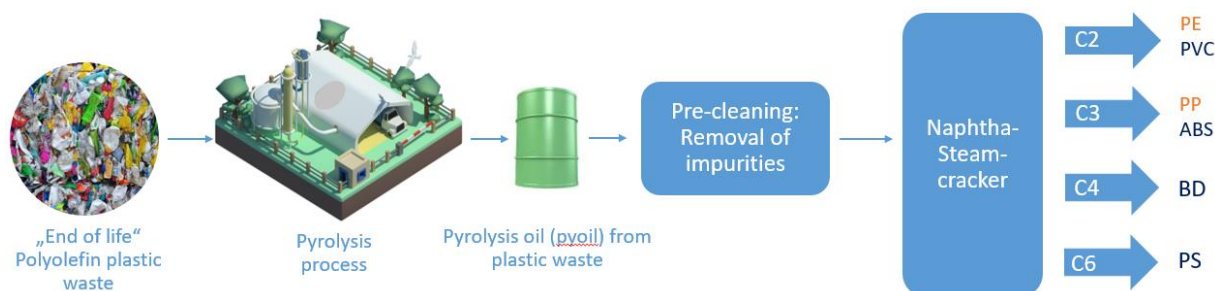 „End of life“
Polyolefin plastic
waste
Pyrolysis
process
Pyrolysis oil (pyoil) from
plastic waste
Pre-cleaning:
Removal of
impurities
Naphtha-
Steam-
cracker
C2
PE
PVC
C3
PP
ABS
C4
BD
C6
PS